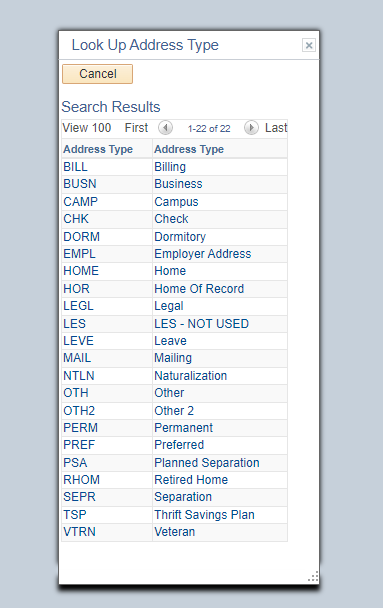 Look Up Address Type
Cancel
Search Results
View 100 First 1-22 of 22 Last
Address Type Address Type
BILL Billing
BUSN Business
CAMP Campus
CHK Check
DORM Dormitory
EMPL Employer Address
HOME Home
HOR Home Of Record
LEGL Legal
LES LES - NOT USED
LEVE Leave
MAIL Mailing
NTLN Naturalization
OTH Other
OTH2 Other 2
PERM Permanent
PREF Preferred
PSA Planned Separation
RHOM Retired Home
SEPR Separation
TSP Thrift Savings Plan
VTRN Veteran